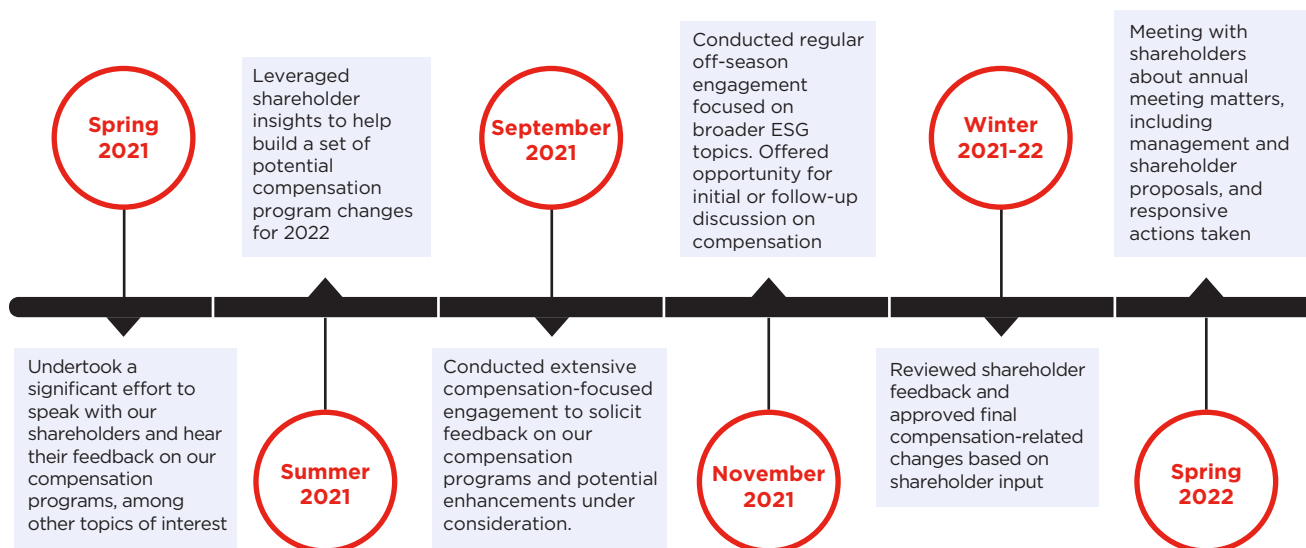 Spring
2021
Undertook a
significant effort to
speak with our
shareholders and hear
their feedback on our
compensation
programs, among
other topics of interest
Leveraged
shareholder
insights to help
build a set of
potential
compensation
program changes
for 2022
Summer
2021
September
2021
Conducted extensive
compensation-focused
engagement to solicit
feedback on our
compensation
programs and potential
enhancements under
consideration.
Conducted regular
off-season
engagement
focused on
broader ESG
topics. Offered
opportunity for
initial or follow-up
discussion on
compensation
November
2021
Winter
2021-22
Reviewed shareholder
feedback and
approved final
compensation-related
changes based on
shareholder input
Meeting with
shareholders
about annual
meeting matters,
including
management and
shareholder
proposals, and
responsive
actions taken
Spring
2022